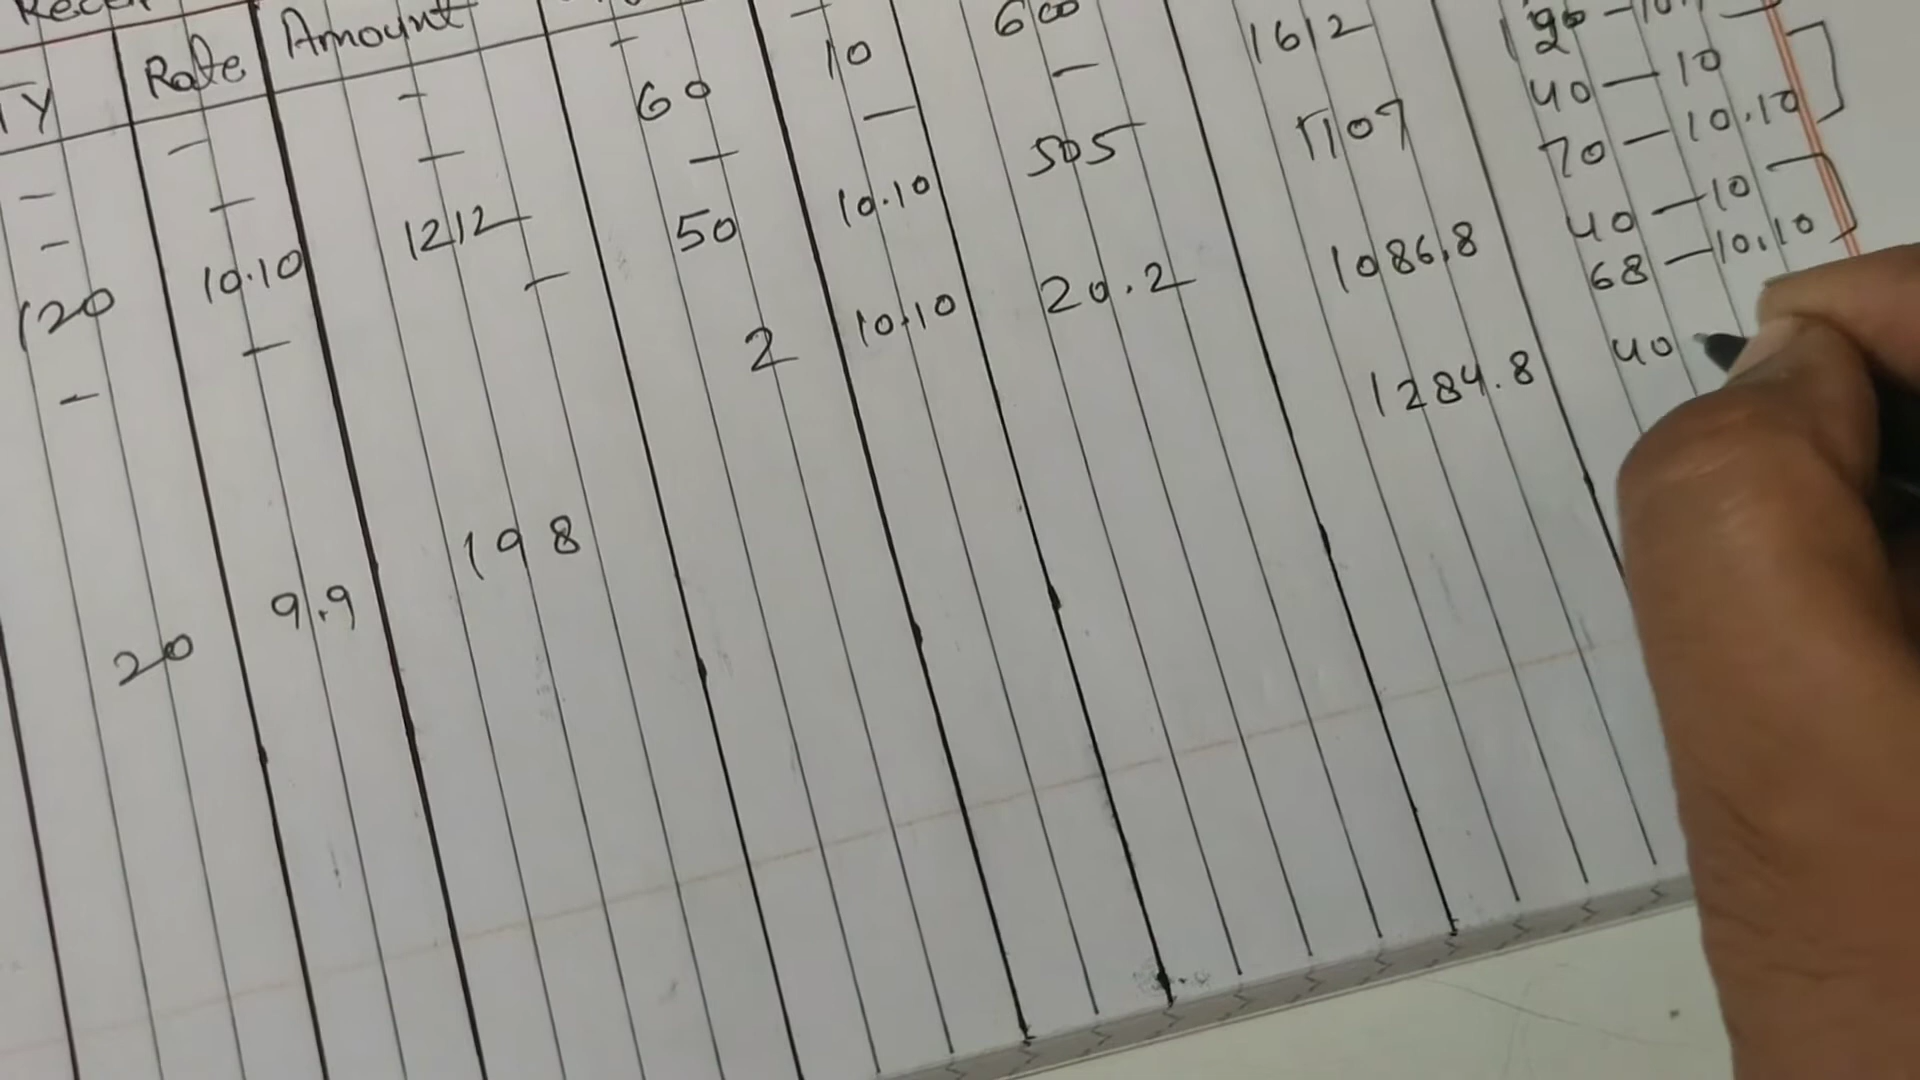 TY Rate Amount
- - - - 10 600 1612 40 - 10
- - - 60 - - 1107 70 - 10.10
120 10.10 1212 - 50 10.10 505 1086.8 40 - 10
- - - 2 10.10 20.2 1284.8 68 - 10.10
20 9.9 198 40